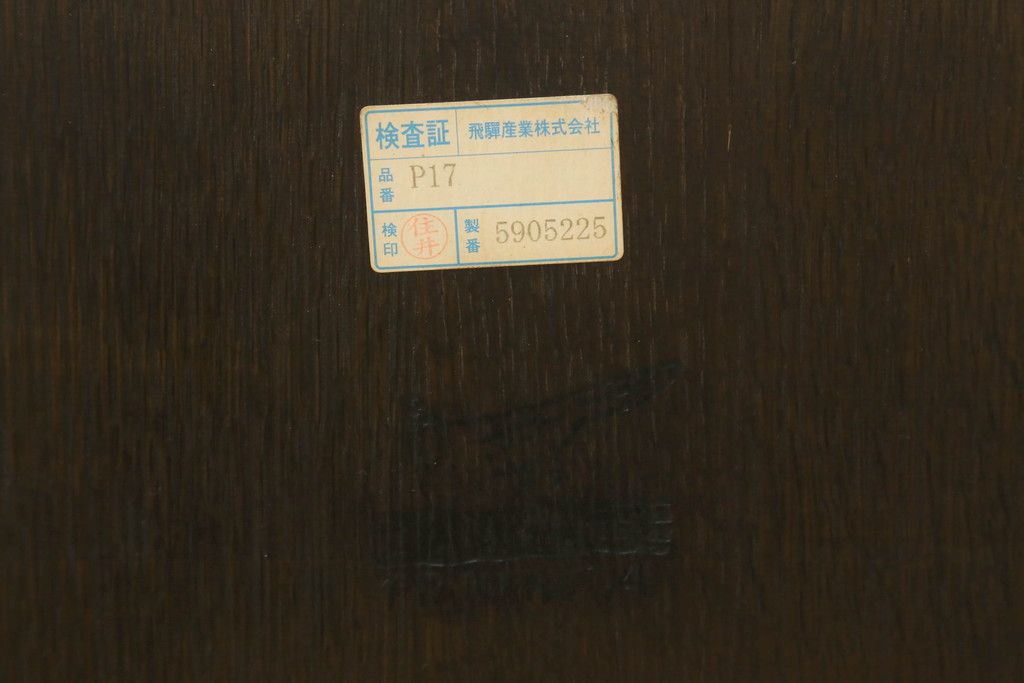 検査証 飛驒産業株式会社
品番 P17
検印 住井 製番 5905225